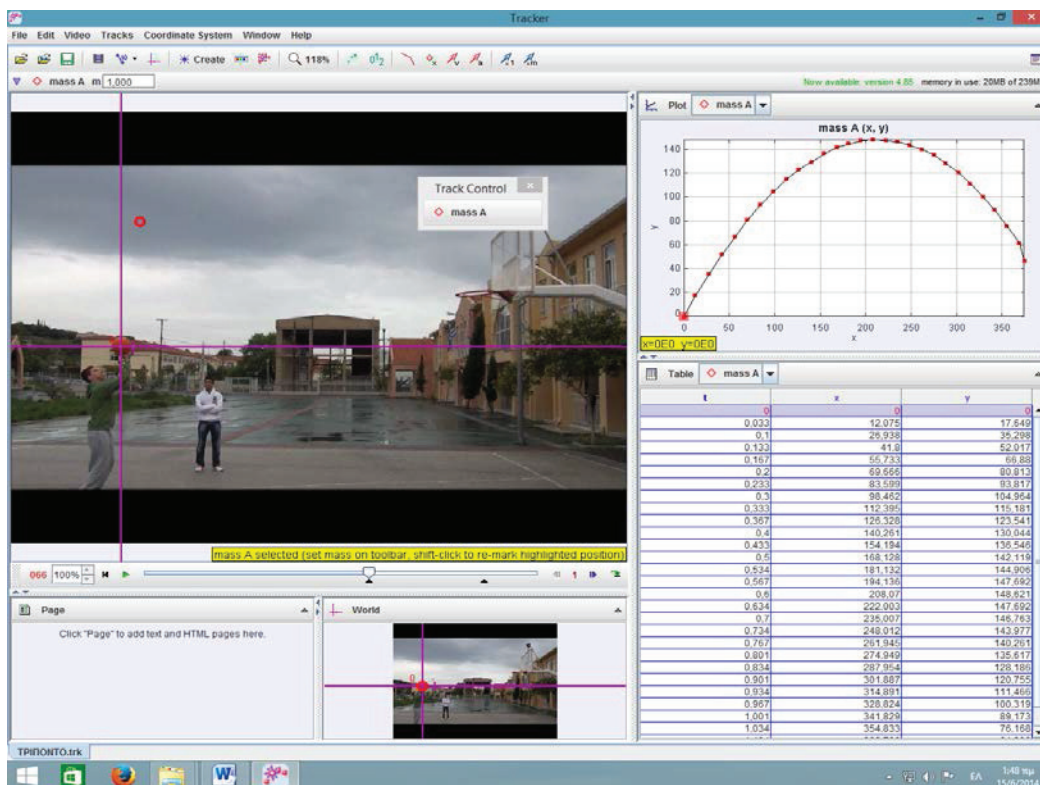 Tracker
File Edit Video Tracks Coordinate System Window Help
Create 118%
mass A m 1,000
Now available: version 4.85 memory in use: 20MB of 239M
Plot mass A
mass A (x, y)
140
120
100
80
60
40
20
0
y
0 50 100 150 200 250 300 350
x
x=0E0 y=0E0
Track Control
mass A
mass A selected (set mass on toolbar, shift-click to re-mark highlighted position)
066 100% 1
Page
Click "Page" to add text and HTML pages here.
World
0
Table mass A
t x y
0 0 0
0,033 12,075 17,649
0,1 26,938 35,298
0,133 41,8 52,017
0,167 55,733 66,88
0,2 69,666 80,813
0,233 83,599 93,817
0,3 98,462 104,964
0,333 112,395 115,181
0,367 126,328 123,541
0,4 140,261 130,044
0,433 154,194 136,546
0,5 168,128 142,119
0,534 181,132 144,906
0,567 194,136 147,692
0,6 208,07 148,621
0,634 222,003 147,692
0,7 235,007 146,763
0,734 248,012 143,977
0,767 261,945 140,261
0,801 274,949 135,617
0,834 287,954 128,186
0,901 301,887 120,755
0,934 314,891 111,466
0,967 328,824 100,319
1,001 341,829 89,173
1,034 354,833 76,168
ΤΡΙΠΟΝΤΟ.trk
ΕΛ
1:48 πμ
15/6/2014